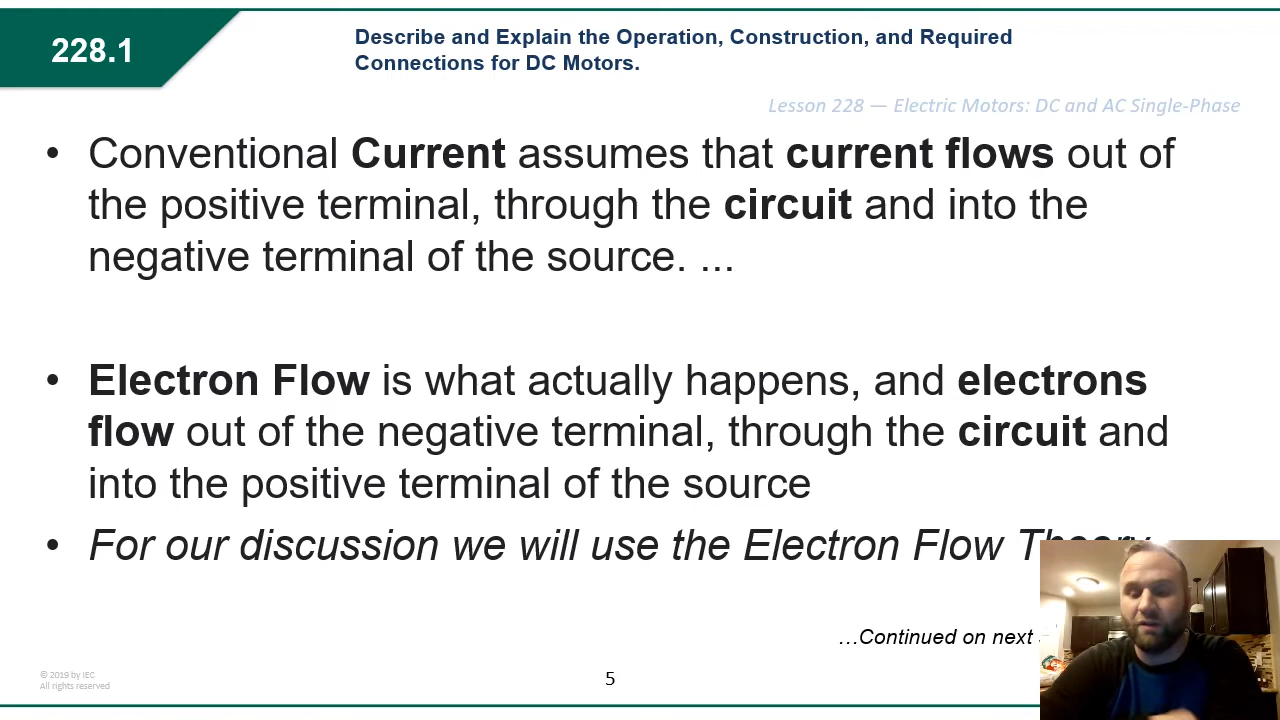 228.1
Describe and Explain the Operation, Construction, and Required
Connections for DC Motors.
Lesson 228 — Electric Motors: DC and AC Single-Phase
• Conventional Current assumes that current flows out of
the positive terminal, through the circuit and into the
negative terminal of the source. ...
• Electron Flow is what actually happens, and electrons
flow out of the negative terminal, through the circuit and
into the positive terminal of the source
• For our discussion we will use the Electron Flow Theory
…Continued on next
© 2019 by IEC
All rights reserved
5